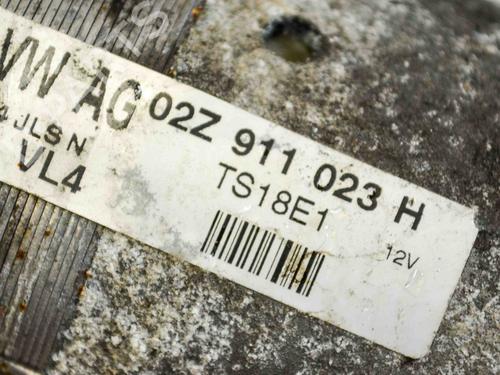 VW AG 02Z 911 023 H
JLS N TS18E1
VL4 12V